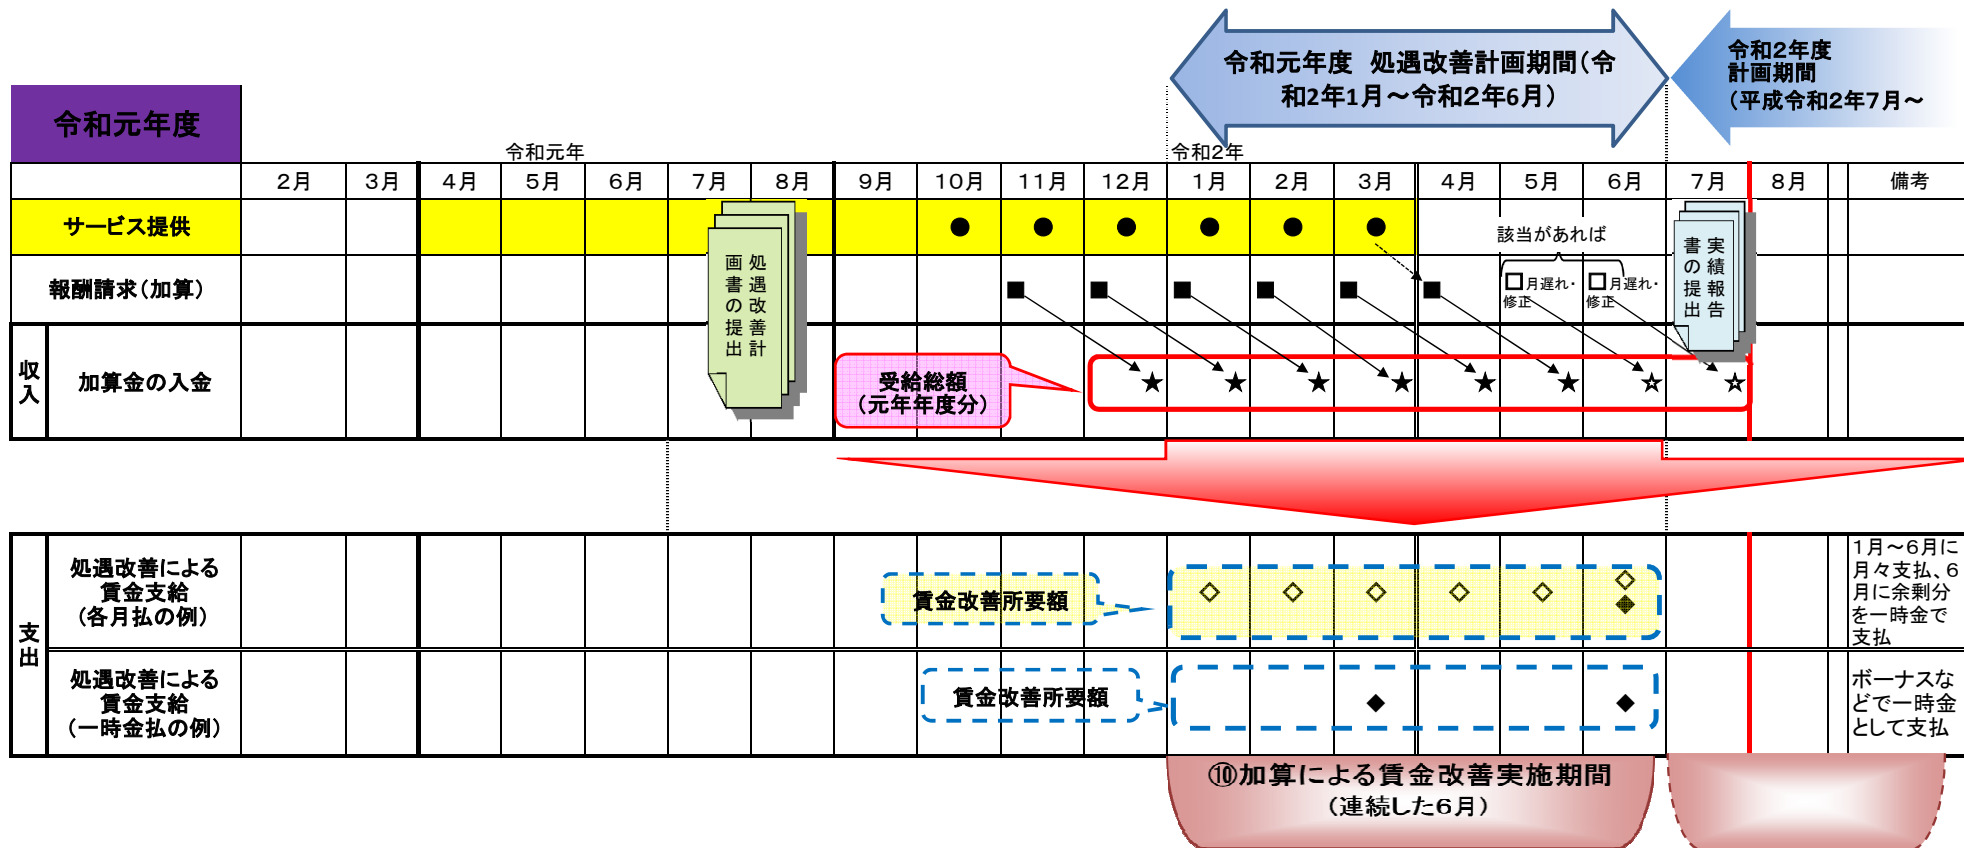 令和元年度　処遇改善計画期間（令
和2年1月～令和２年６月）
令和２年度
計画期間
（平成令和２年７月～
令和元年度
令和元年
令和２年
２月 ３月 ４月 ５月 ６月 ７月 ８月 ９月 １０月 １１月 １２月 １月 ２月 ３月 ４月 ５月 ６月 ７月 ８月 備考
サービス提供
● ● ● ● ● ●
該当があれば
報酬請求（加算）
■ ■ ■ ■ ■ ■
□月遅れ・
修正
□月遅れ・
修正
処遇改善計
画書の提出
実績報告
書の提出
収入
加算金の入金
受給総額
（元年年度分）
★ ★ ★ ★ ★ ★ ☆ ☆
支出
処遇改善による
賃金支給
（各月払の例）
賃金改善所要額
◇ ◇ ◇ ◇ ◇ ◇
◆
１月～６月に
月々支払、６
月に余剰分
を一時金で
支払
処遇改善による
賃金支給
（一時金払の例）
賃金改善所要額
◆ ◆
ボーナスな
どで一時金
として支払
⑩加算による賃金改善実施期間
（連続した６月）